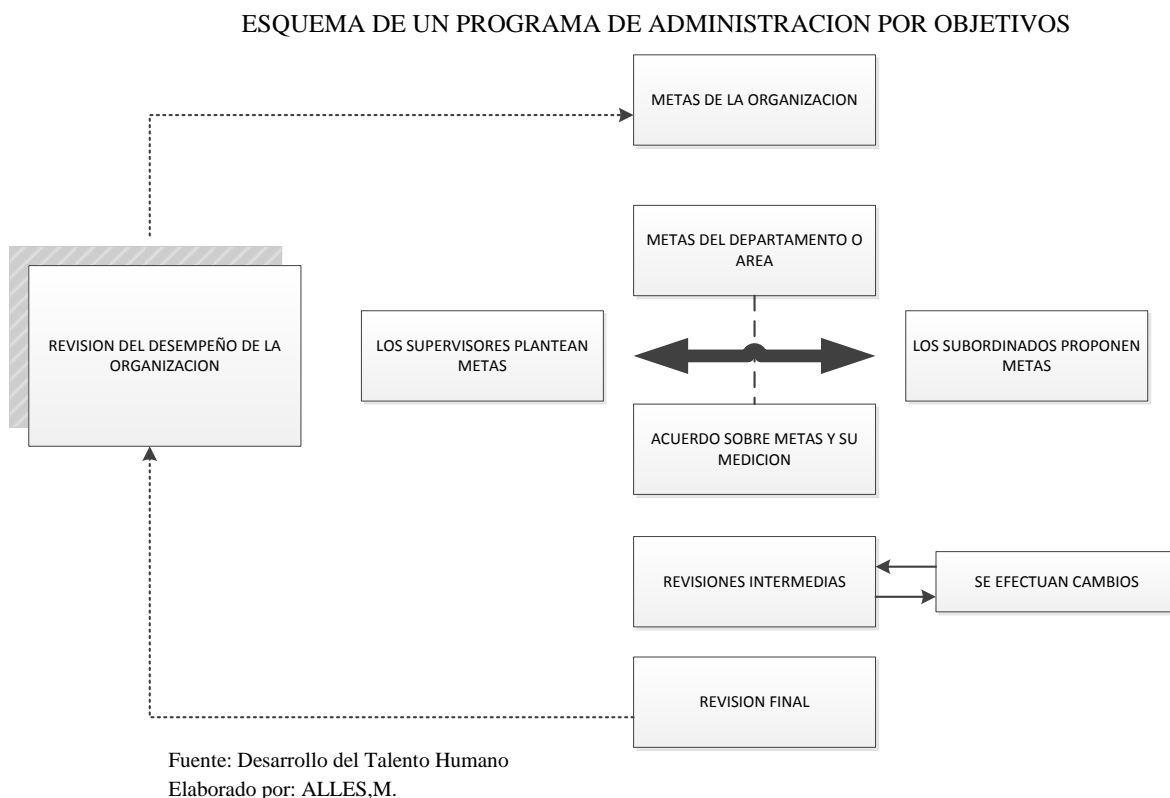 ESQUEMA DE UN PROGRAMA DE ADMINISTRACION POR OBJETIVOS
METAS DE LA ORGANIZACION
METAS DEL DEPARTAMENTO O
AREA
REVISION DEL DESEMPEÑO DE LA
ORGANIZACION
LOS SUPERVISORES PLANTEAN
METAS
LOS SUBORDINADOS PROPONEN
METAS
ACUERDO SOBRE METAS Y SU
MEDICION
REVISIONES INTERMEDIAS
SE EFECTUAN CAMBIOS
REVISION FINAL
Fuente: Desarrollo del Talento Humano
Elaborado por: ALLES,M.